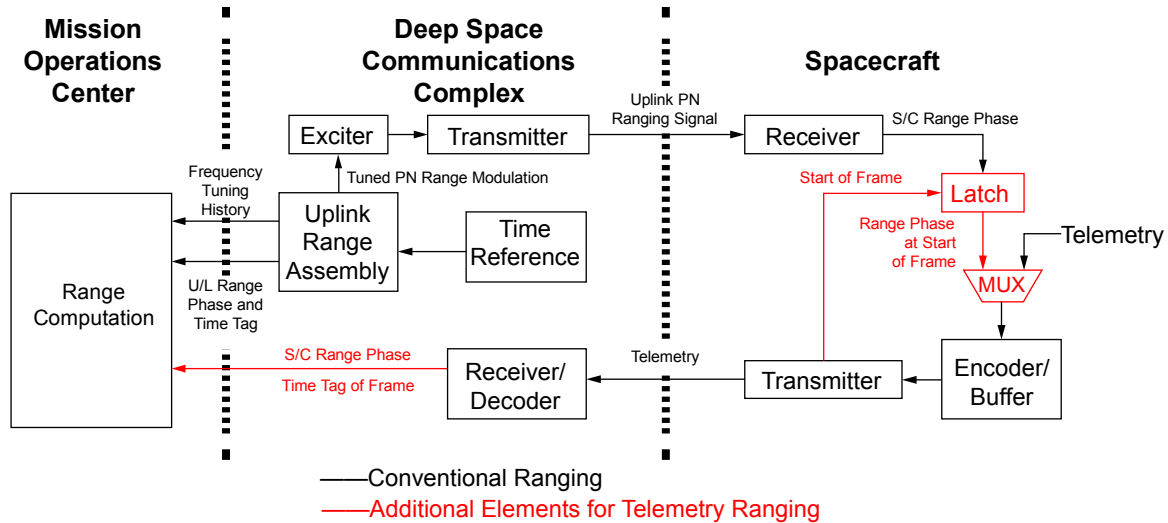 Mission
Operations
Center
Deep Space
Communications
Complex
Spacecraft
Exciter
Transmitter
Uplink PN
Ranging Signal
Receiver
S/C Range Phase
Frequency
Tuning
History
Tuned PN Range Modulation
Start of Frame
Latch
Uplink
Range
Assembly
Time
Reference
Range Phase
at Start
of Frame
Telemetry
MUX
Range
Computation
U/L Range
Phase and
Time Tag
S/C Range Phase
Time Tag of Frame
Receiver/
Decoder
Telemetry
Transmitter
Encoder/
Buffer
——Conventional Ranging
——Additional Elements for Telemetry Ranging